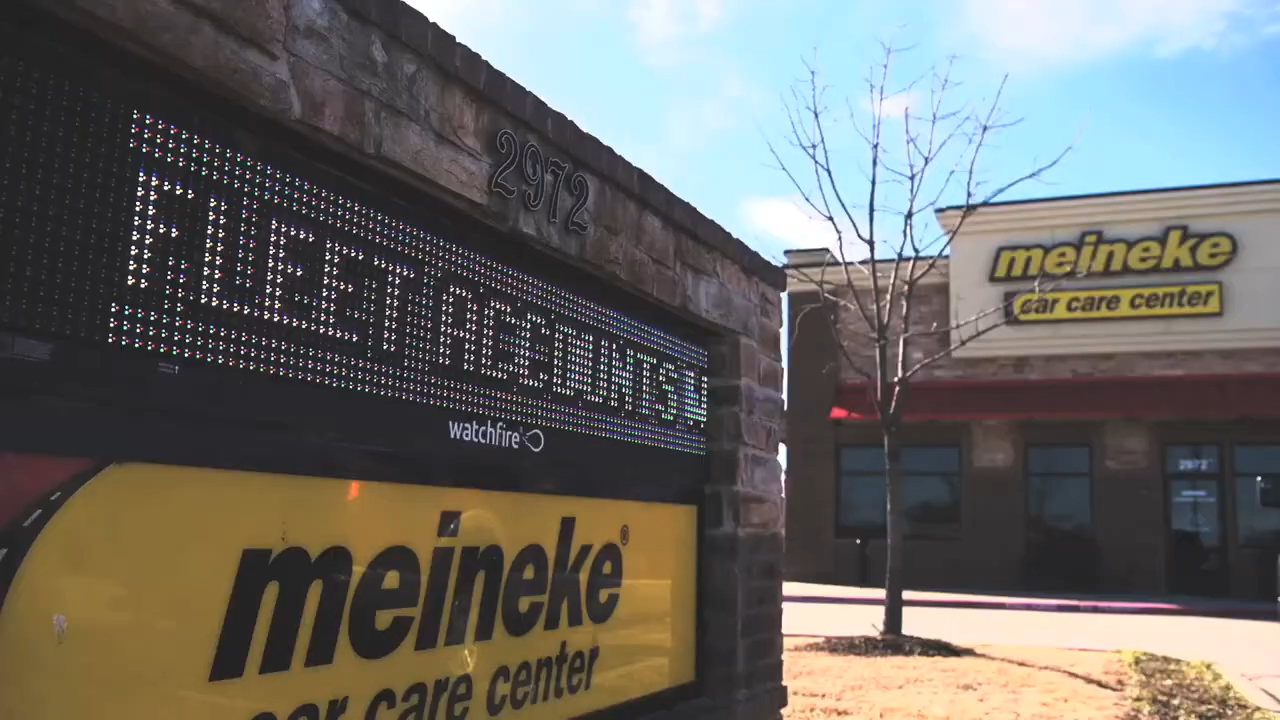 2972
FLEET ACCOUNTS
watchfire
meineke®
car care center
meineke
car care center
2972